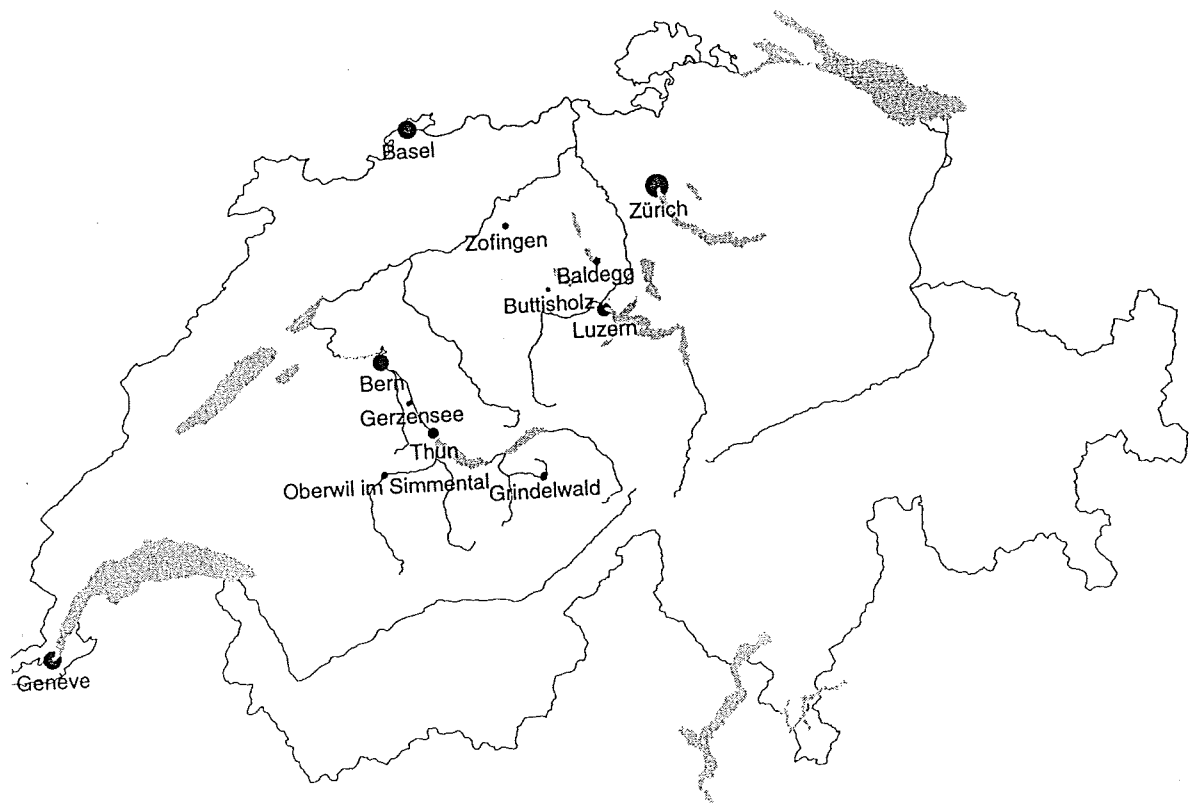 Basel
Zürich
Zofingen
Baldegg
Buttisholz
Luzern
Bern
Gerzensee
Thun
Oberwil im Simmental
Grindelwald
Genève